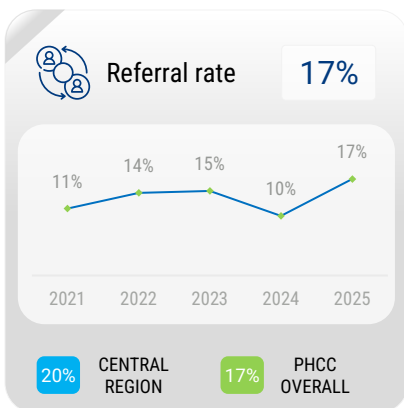 Referral rate 17%
17%
15%
14%
11%
10%
2021 2022 2023 2024 2025
20% CENTRAL REGION
17% PHCC OVERALL